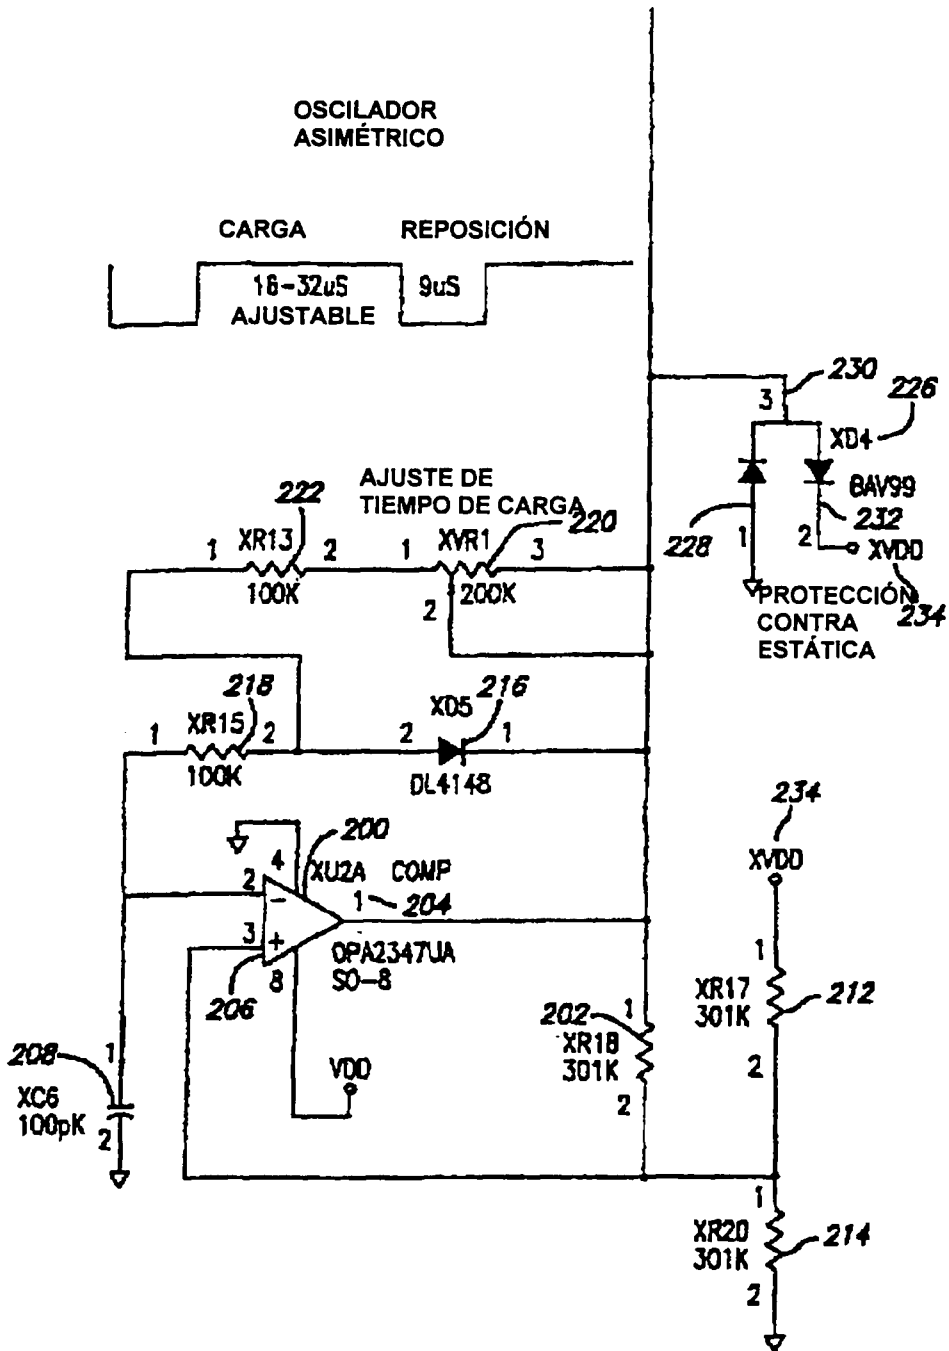 OSCILADOR
ASIMÉTRICO
CARGA REPOSICIÓN
16-32uS 9uS
AJUSTABLE
230
3 226
XD4
BAV99
AJUSTE DE
TIEMPO DE CARGA
222 220
228 1 232
2 XVDD
1 XR13 2 1 XVR1 3
100K 2 200K
PROTECCIÓN
CONTRA
ESTÁTICA
234
218 216
XR15 XD5
1 2 2 1
100K DL4148
234
200 XVDD
4 XU2A COMP
2 - 1 204
3 + OPA2347UA
8 SO-8
206
1
XR17 212
301K
2
202 1
XR18
301K
2
208 1
VDD
XC6
100pK
2
1
XR20 214
301K
2